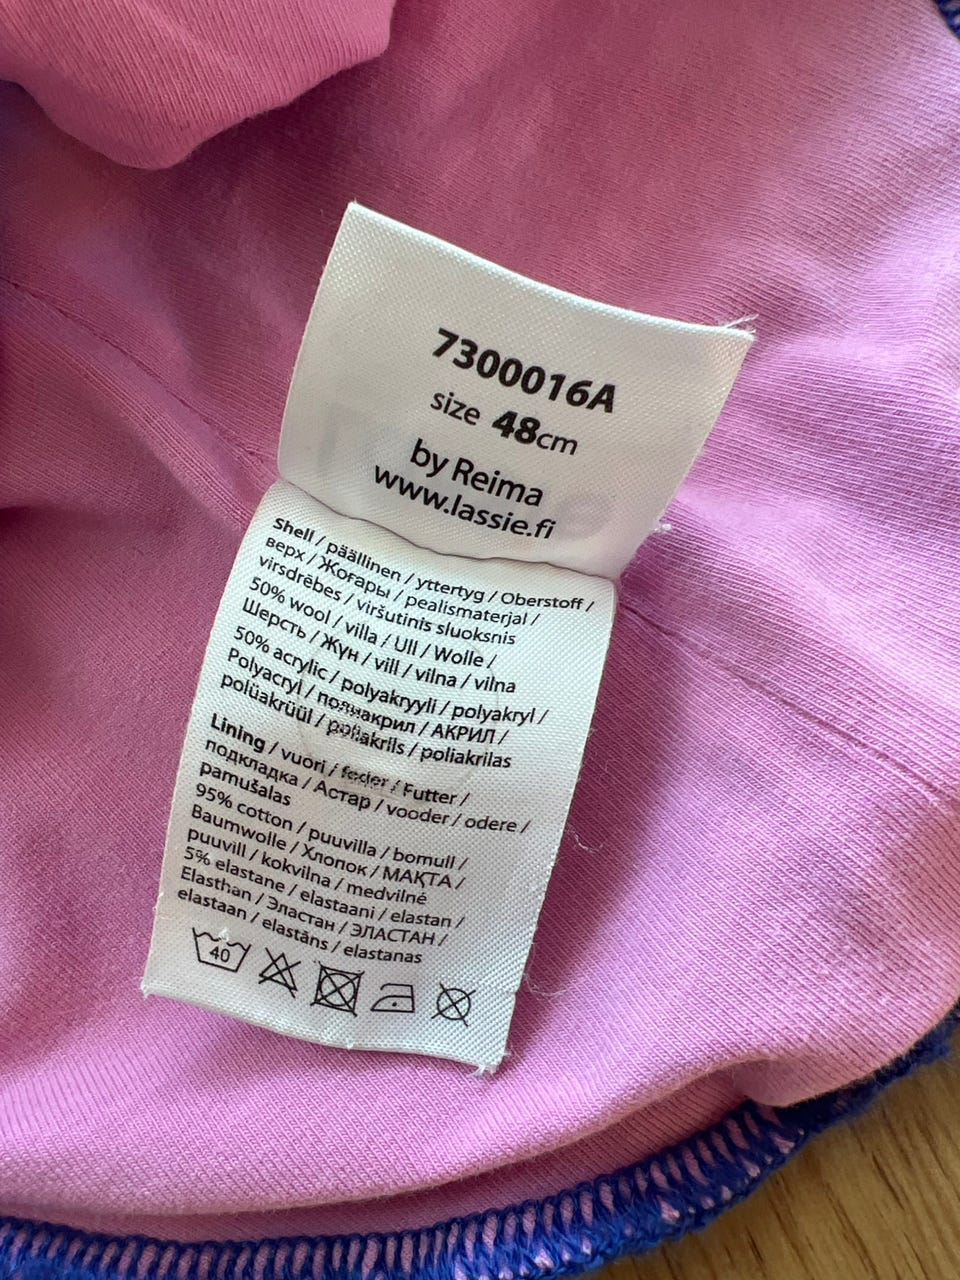 7300016A
size 48cm
by Reima
www.lassie.fi
Shell / päällinen / yttertyg / Oberstoff /
верх / Жоғары / pealismaterjal /
virsdrēbes / viršutinis sluoksnis
50% wool / villa / Ull / Wolle /
Шерсть / Жүн / vill / vilna / vilna
50% acrylic / polyakryyli / polyakryl /
Polyacryl / полиакрил / АКРИЛ /
polüakrüül / poliakrils / poliakrilas
Lining / vuori / foder / Futter /
подкладка / Астар / vooder / odere /
pamušalas
95% cotton / puuvilla / bomull /
Baumwolle / Хлопок / МАҚТА /
puuvill / kokvilna / medvilnė
5% elastane / elastaani / elastan /
Elasthan / Эластан / ЭЛАСТАН /
elastaan / elastāns / elastanas
40